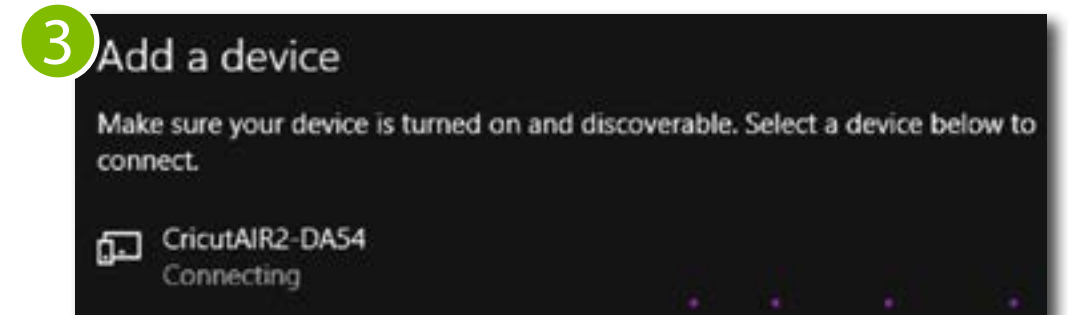 3
Add a device
Make sure your device is turned on and discoverable. Select a device below to
connect.
CricutAIR2-DA54
Connecting